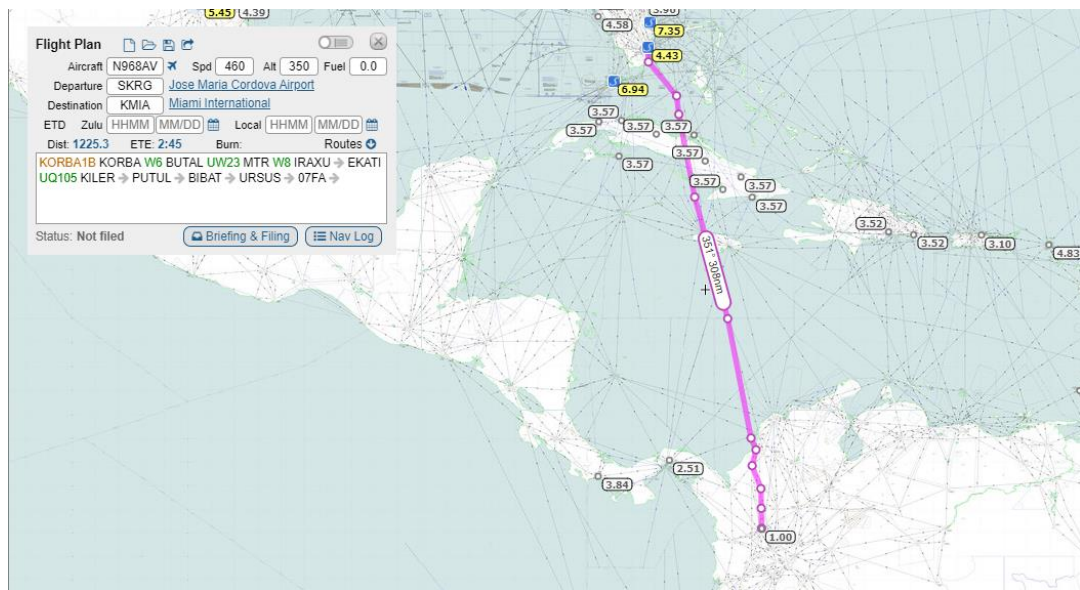 5.45 4.39
Flight Plan
Aircraft N968AV Spd 460 Alt 350 Fuel 0.0
Departure SKRG Jose Maria Cordova Airport
Destination KMIA Miami International
ETD Zulu HHMM MM/DD Local HHMM MM/DD
Dist: 1225.3 ETE: 2:45 Burn: Routes
KORBA1B KORBA W6 BUTAL UW23 MTR W8 IRAXU → EKATI
UQ105 KILER → PUTUL → BIBAT → URSUS → 07FA →
Status: Not filed Briefing & Filing Nav Log
4.58
7.35
4.43
6.94
3.57
3.57 3.57 3.57
3.57 3.57
3.57 3.57
3.57
351° 308nm
3.52
3.52 3.10 4.83
2.51
3.84
1.00